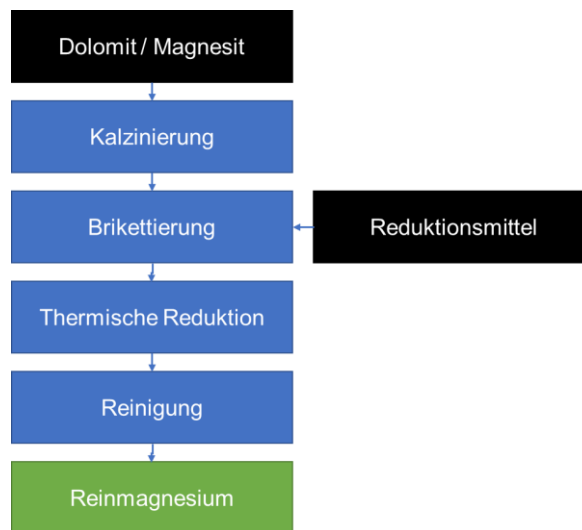 Dolomit / Magnesit
Kalzinierung
Brikettierung
Reduktionsmittel
Thermische Reduktion
Reinigung
Reinmagnesium